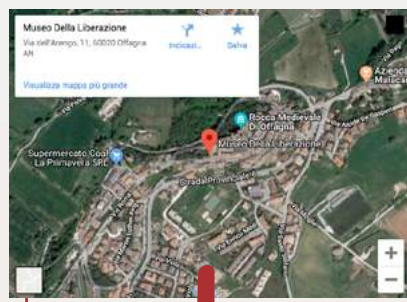 Museo Della Liberazione
Via dell'Arengo, 11, 60020 Offagna
AN
Indicazi...
Salva
Visualizza mappa più grande
Azienda
Rocca Medievale
Di Offagna
Museo Della Liberazione
Supermercato Coal
La Primavera SRL
Strada Provinciale
+
−